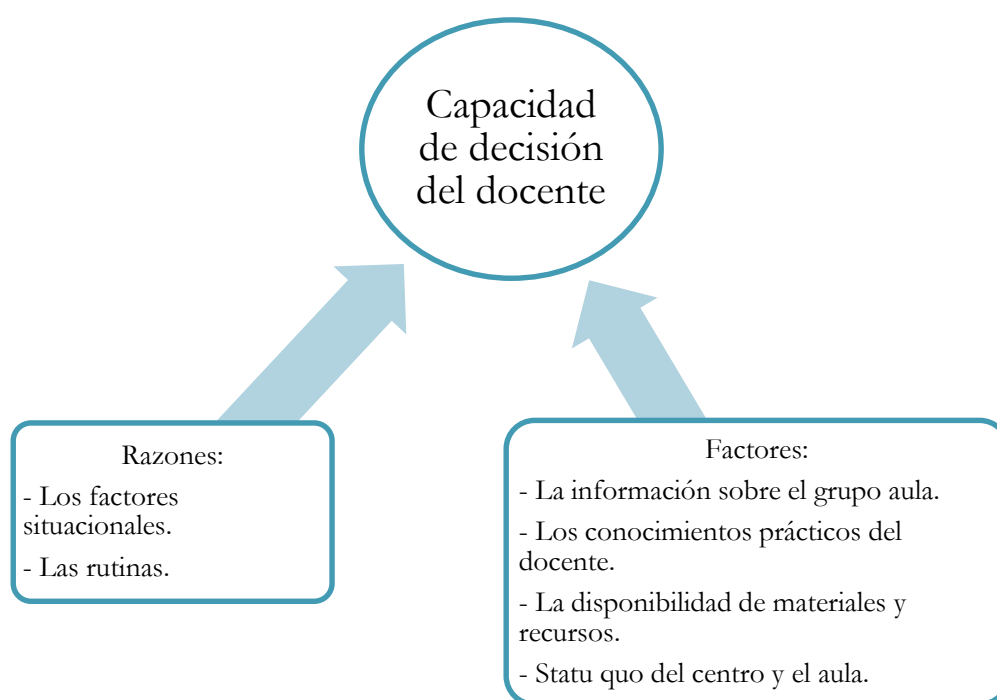 Capacidad
de decisión
del docente
Razones:
- Los factores
situacionales.
- Las rutinas.
Factores:
- La información sobre el grupo aula.
- Los conocimientos prácticos del
docente.
- La disponibilidad de materiales y
recursos.
- Statu quo del centro y el aula.